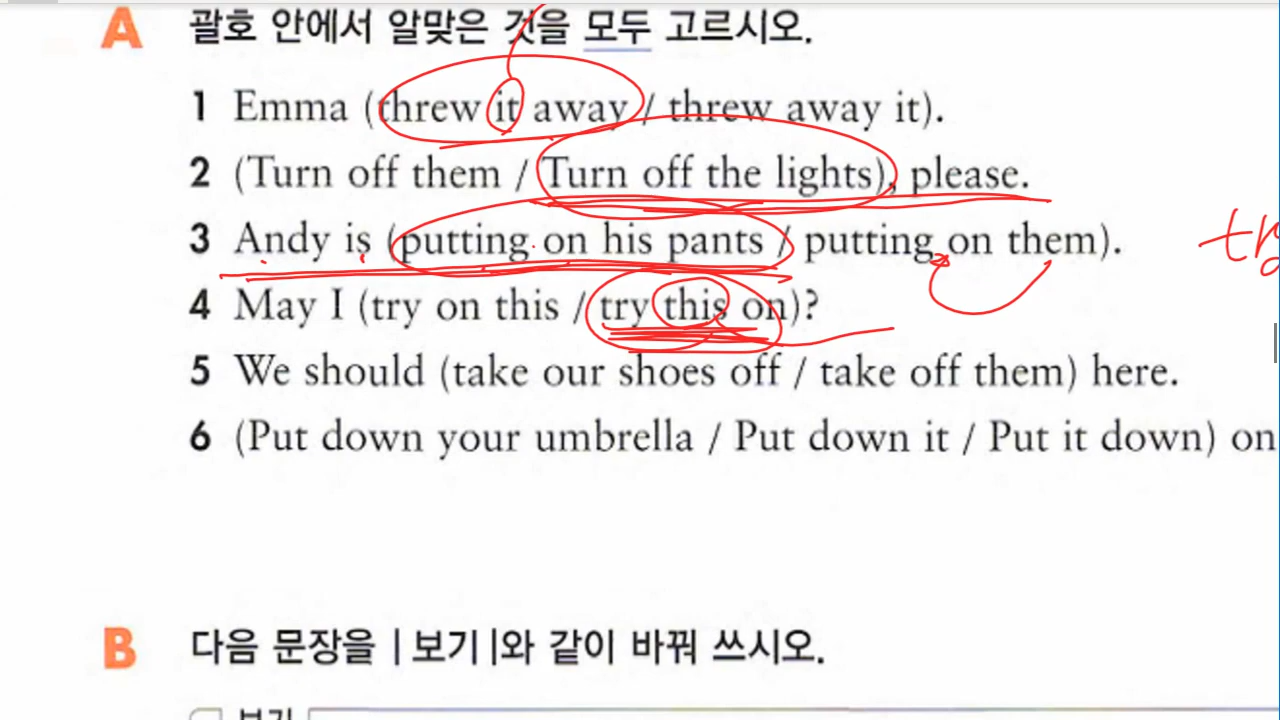 A 괄호 안에서 알맞은 것을 모두 고르시오.
1 Emma (threw it away / threw away it).
2 (Turn off them / Turn off the lights), please.
3 Andy is (putting on his pants / putting on them).
4 May I (try on this / try this on)?
5 We should (take our shoes off / take off them) here.
6 (Put down your umbrella / Put down it / Put it down) on
B 다음 문장을 | 보기 |와 같이 바꿔 쓰시오.